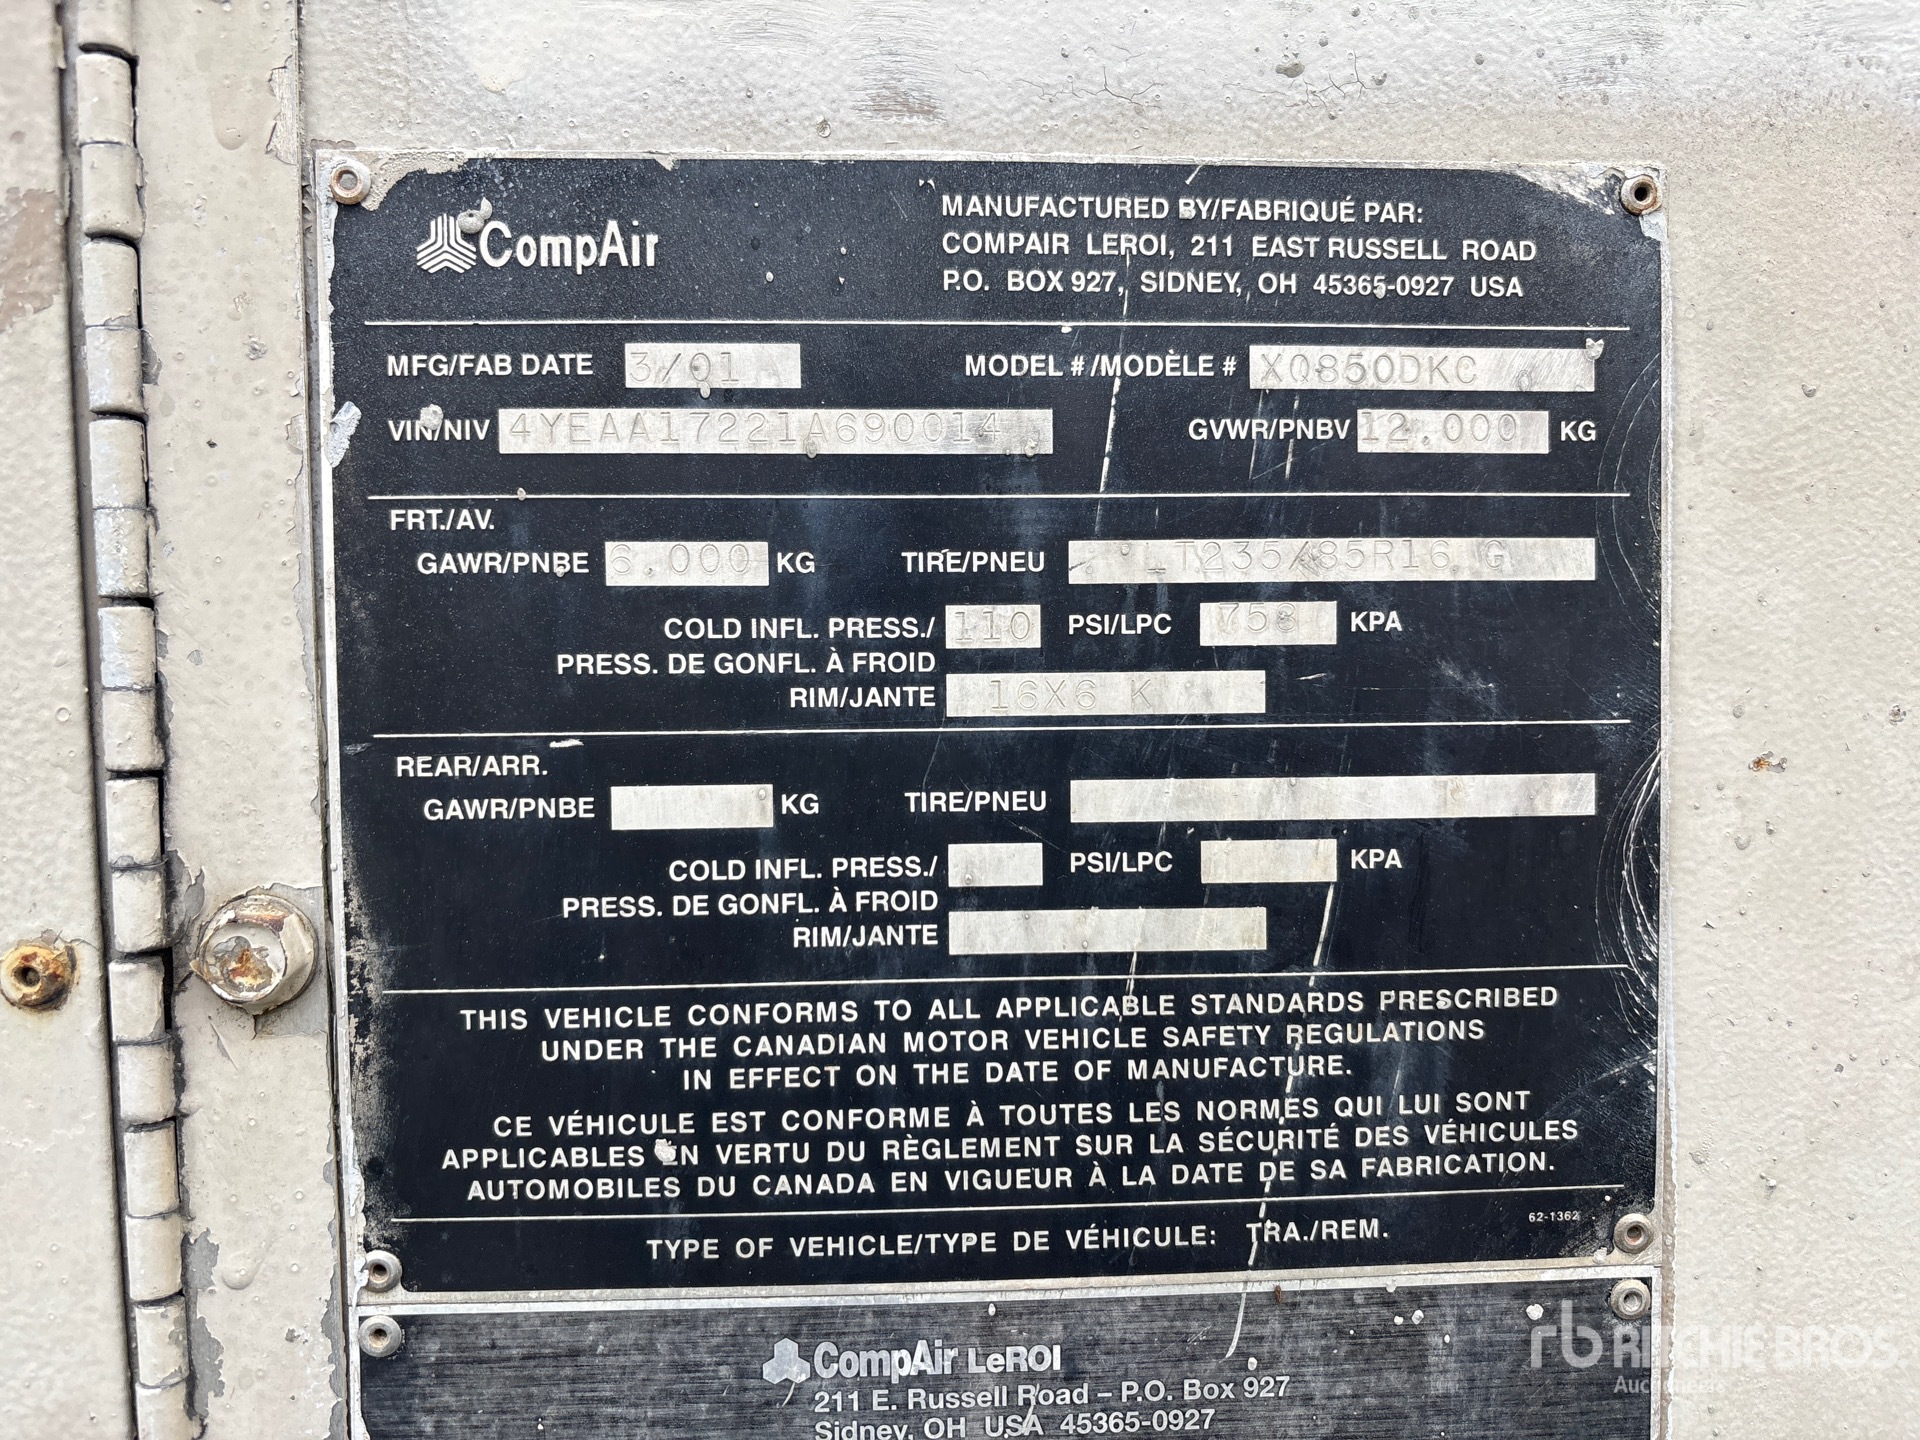 CompAir
MANUFACTURED BY/FABRIQUÉ PAR:
COMPAIR LEROI, 211 EAST RUSSELL ROAD
P.O. BOX 927, SIDNEY, OH 45365-0927 USA
MFG/FAB DATE 3/01 MODEL #/MODÈLE # XQ850DKC
VIN/NIV 4YEAA17221A690014 GVWR/PNBV 12.000 KG
FRT./AV.
GAWR/PNBE 6.000 KG TIRE/PNEU LT235/85R16 G
COLD INFL. PRESS./ 110 PSI/LPC 758 KPA
PRESS. DE GONFL. À FROID
RIM/JANTE 16X6 K
REAR/ARR.
GAWR/PNBE KG TIRE/PNEU
COLD INFL. PRESS./ PSI/LPC KPA
PRESS. DE GONFL. À FROID
RIM/JANTE
THIS VEHICLE CONFORMS TO ALL APPLICABLE STANDARDS PRESCRIBED
UNDER THE CANADIAN MOTOR VEHICLE SAFETY REGULATIONS
IN EFFECT ON THE DATE OF MANUFACTURE.
CE VÉHICULE EST CONFORME À TOUTES LES NORMES QUI LUI SONT
APPLICABLES EN VERTU DU RÈGLEMENT SUR LA SÉCURITÉ DES VÉHICULES
AUTOMOBILES DU CANADA EN VIGUEUR À LA DATE DE SA FABRICATION.
62-1362
TYPE OF VEHICLE/TYPE DE VÉHICULE: TRA./REM.
CompAir LeROI
211 E. Russell Road – P.O. Box 927
Sidney, OH USA 45365-0927
rb RITCHIE BROS.
Auctioneers